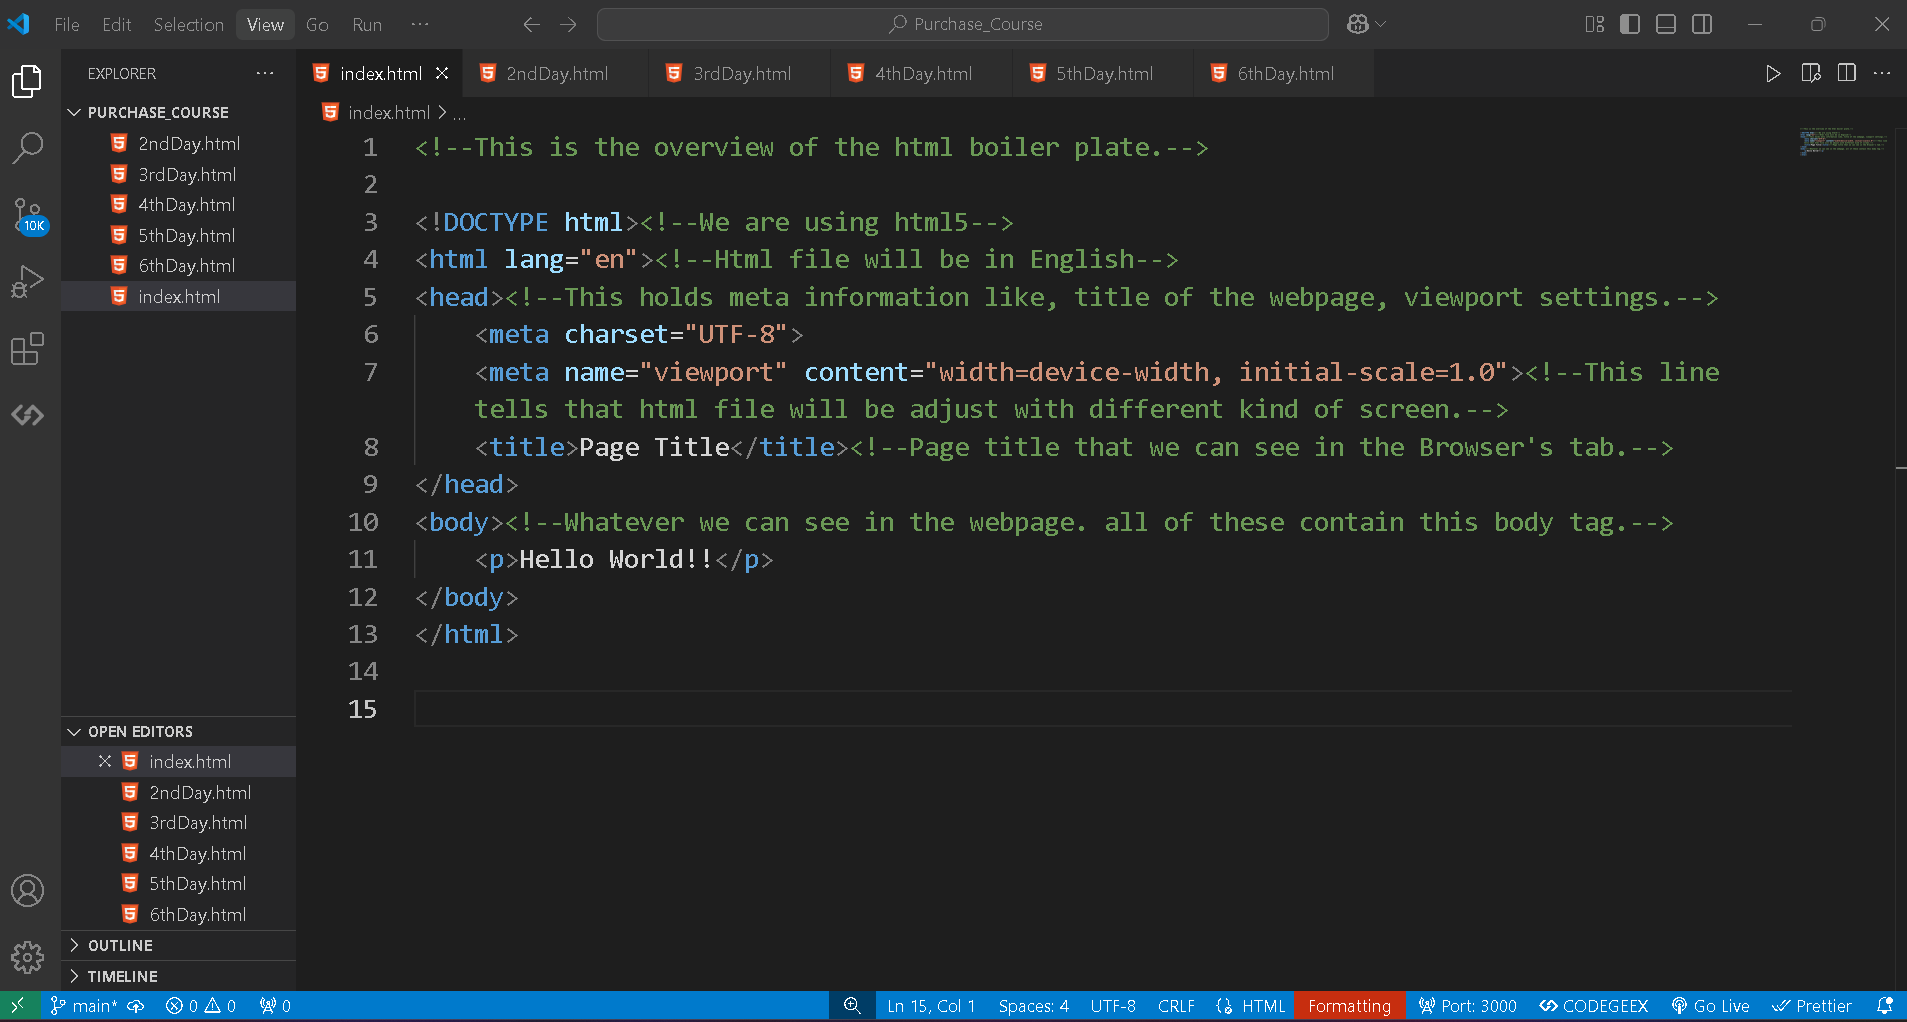 File Edit Selection View Go Run ···
Purchase_Course
EXPLORER ···
PURCHASE_COURSE
2ndDay.html
3rdDay.html
4thDay.html
5thDay.html
6thDay.html
index.html
10K
OPEN EDITORS
index.html
2ndDay.html
3rdDay.html
4thDay.html
5thDay.html
6thDay.html
OUTLINE
TIMELINE
index.html 2ndDay.html 3rdDay.html 4thDay.html 5thDay.html 6thDay.html
index.html > ...
1 <!--This is the overview of the html boiler plate.-->
2
3 <!DOCTYPE html><!--We are using html5-->
4 <html lang="en"><!--Html file will be in English-->
5 <head><!--This holds meta information like, title of the webpage, viewport settings.-->
6 <meta charset="UTF-8">
7 <meta name="viewport" content="width=device-width, initial-scale=1.0"><!--This line
tells that html file will be adjust with different kind of screen.-->
8 <title>Page Title</title><!--Page title that we can see in the Browser's tab.-->
9 </head>
10 <body><!--Whatever we can see in the webpage. all of these contain this body tag.-->
11 <p>Hello World!!</p>
12 </body>
13 </html>
14
15
main* 0 0 0 Ln 15, Col 1 Spaces: 4 UTF-8 CRLF {} HTML Formatting Port: 3000 CODEGEEX Go Live Prettier